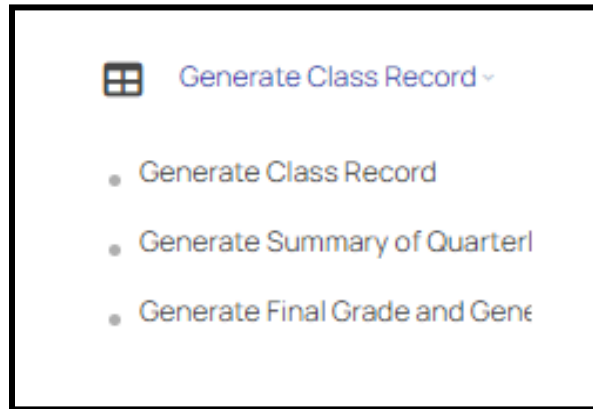 Generate Class Record
Generate Class Record
Generate Summary of Quarterl
Generate Final Grade and Gene